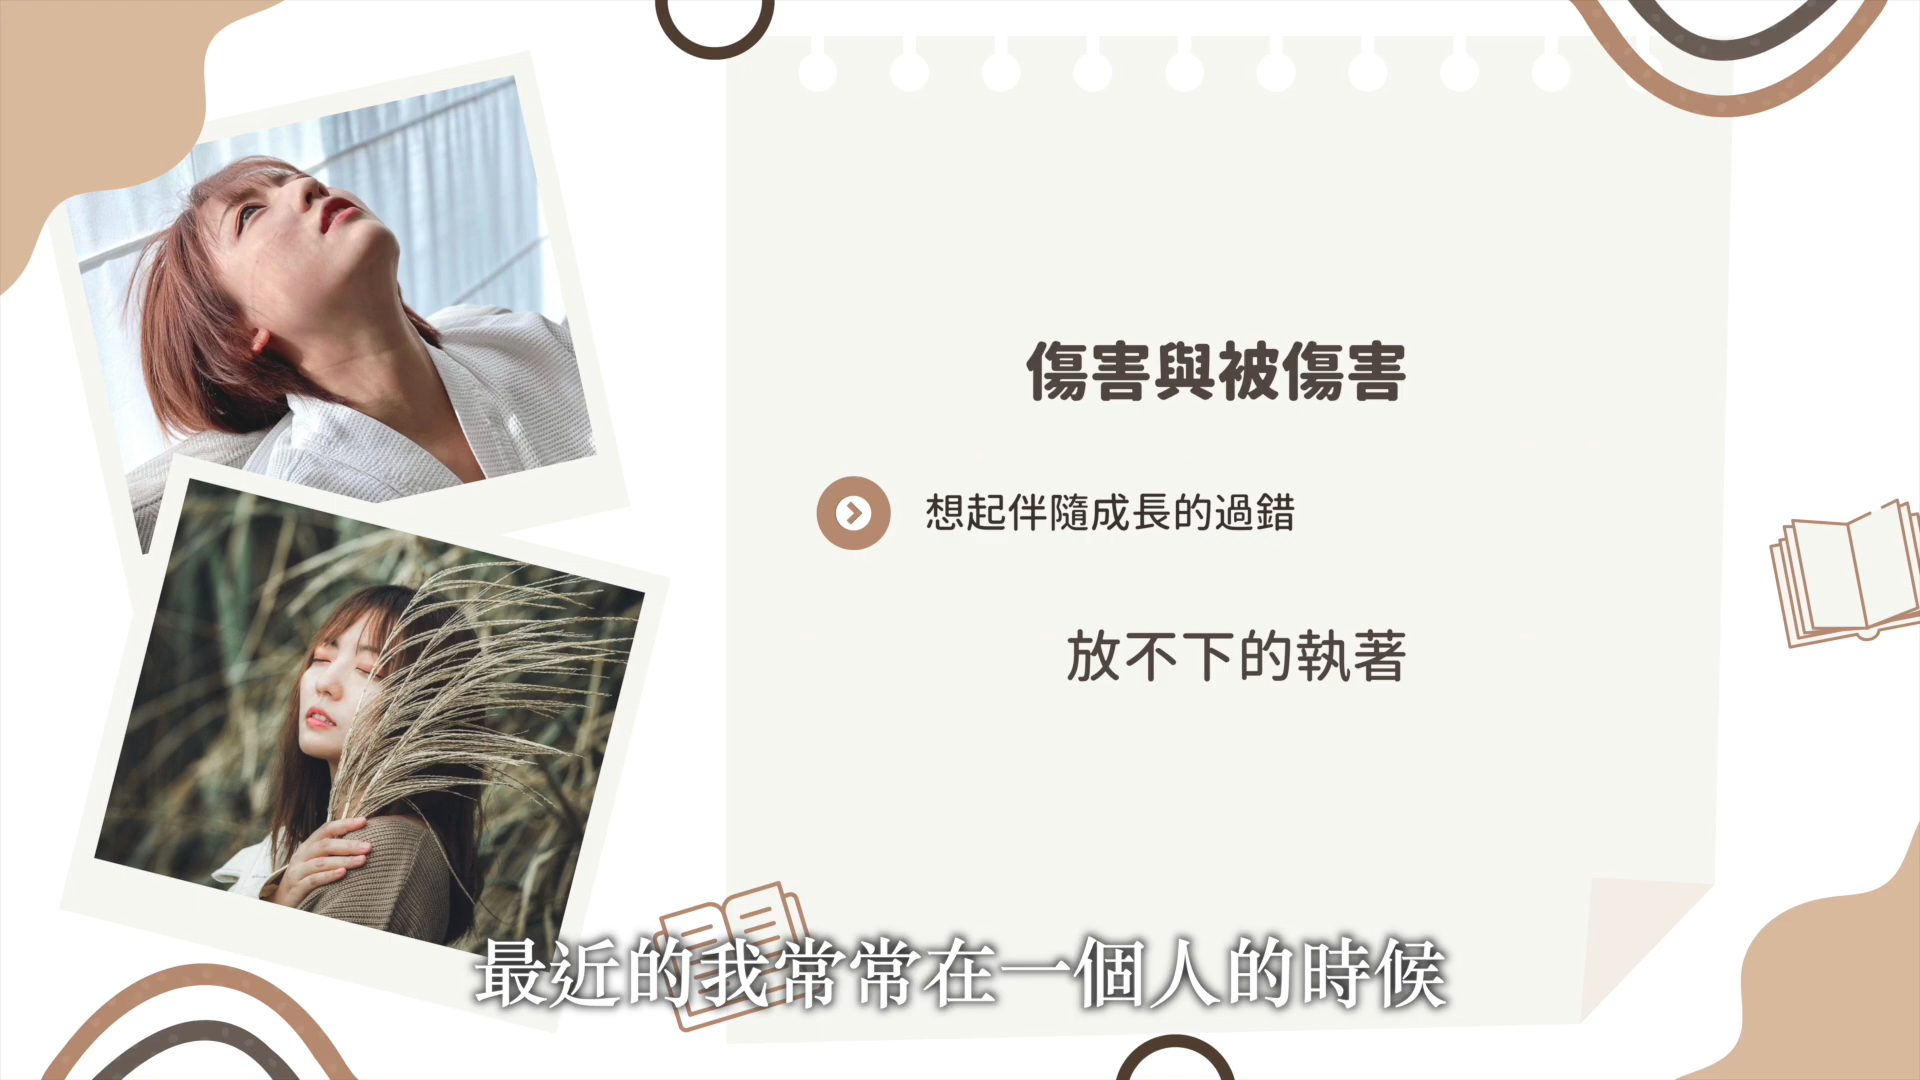 傷害與被傷害
想起伴隨成長的過錯
放不下的執著
最近的我常常在一個人的時候